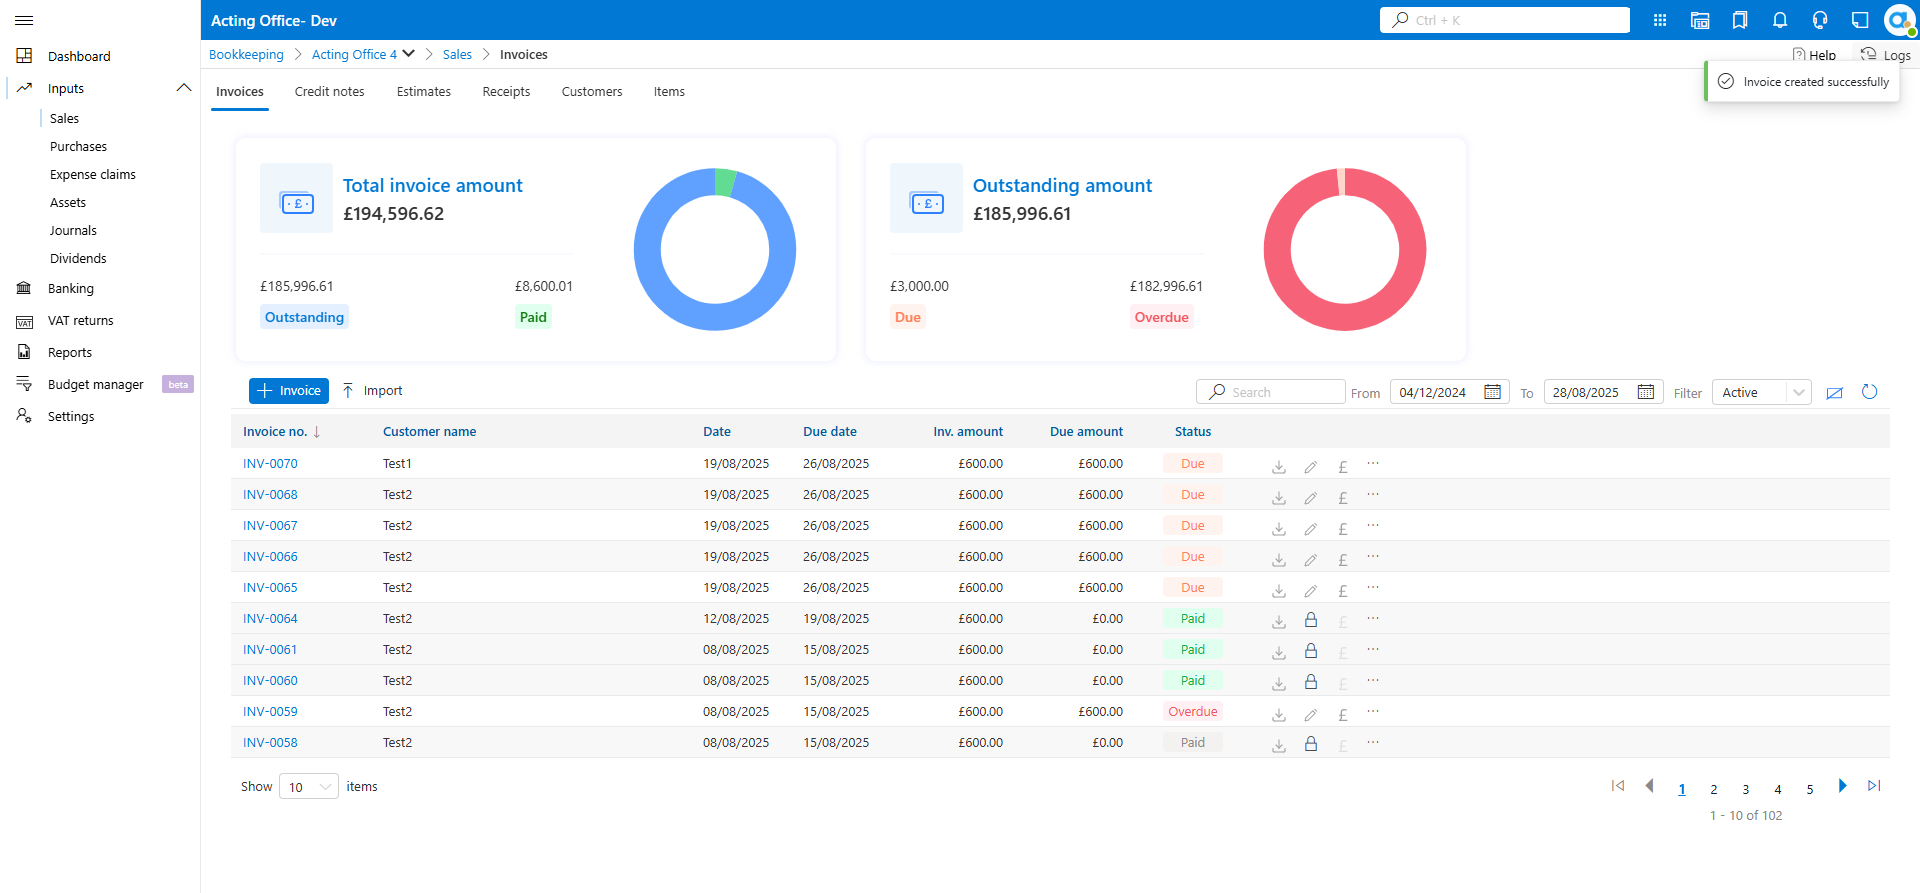 Acting Office- Dev
Ctrl + K
Bookkeeping Acting Office 4 Sales Invoices
Help
Logs
Invoice created successfully
Dashboard
Inputs
Sales
Purchases
Expense claims
Assets
Journals
Dividends
Banking
VAT returns
Reports
Budget manager beta
Settings
Invoices Credit notes Estimates Receipts Customers Items
Total invoice amount
£194,596.62
£185,996.61 £8,600.01
Outstanding Paid
Outstanding amount
£185,996.61
£3,000.00 £182,996.61
Due Overdue
Invoice Import Search From 04/12/2024 To 28/08/2025 Filter Active
Invoice no. Customer name Date Due date Inv. amount Due amount Status
INV-0070 Test1 19/08/2025 26/08/2025 £600.00 £600.00 Due £ ...
INV-0068 Test2 19/08/2025 26/08/2025 £600.00 £600.00 Due £ ...
INV-0067 Test2 19/08/2025 26/08/2025 £600.00 £600.00 Due £ ...
INV-0066 Test2 19/08/2025 26/08/2025 £600.00 £600.00 Due £ ...
INV-0065 Test2 19/08/2025 26/08/2025 £600.00 £600.00 Due £ ...
INV-0064 Test2 12/08/2025 19/08/2025 £600.00 £0.00 Paid £ ...
INV-0061 Test2 08/08/2025 15/08/2025 £600.00 £0.00 Paid £ ...
INV-0060 Test2 08/08/2025 15/08/2025 £600.00 £0.00 Paid £ ...
INV-0059 Test2 08/08/2025 15/08/2025 £600.00 £600.00 Overdue £ ...
INV-0058 Test2 08/08/2025 15/08/2025 £600.00 £0.00 Paid £ ...
Show 10 items
1 2 3 4 5
1 - 10 of 102